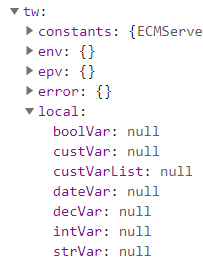 tw:
constants: {ECMServe
env: {}
epv: {}
error: {}
local:
boolVar: null
custVar: null
custVarList: null
dateVar: null
decVar: null
intVar: null
strVar: null